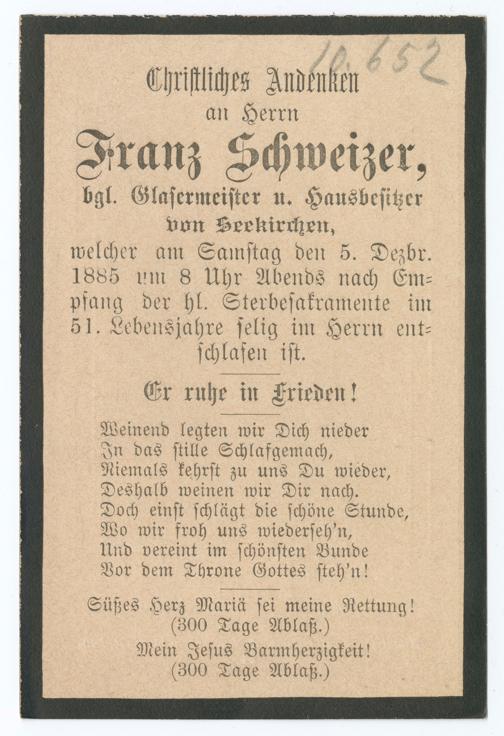 10.652
Christliches Andenken
an Herrn
Franz Schweizer,
bgl. Glasermeister u. Hausbesitzer
von Seekirchen,
welcher am Samstag den 5. Dezbr.
1885 um 8 Uhr Abends nach Em=
pfang der hl. Sterbesakramente im
51. Lebensjahre selig im Herrn ent=
schlafen ist.
Er ruhe in Frieden!
Weinend legten wir Dich nieder
In das stille Schlafgemach,
Niemals kehrst zu uns Du wieder,
Deshalb weinen wir Dir nach.
Doch einst schlägt die schöne Stunde,
Wo wir froh uns wiederseh'n,
Und vereint im schönsten Bunde
Vor dem Throne Gottes steh'n!
Süßes Herz Mariä sei meine Rettung!
(300 Tage Ablaß.)
Mein Jesus Barmherzigkeit!
(300 Tage Ablaß.)